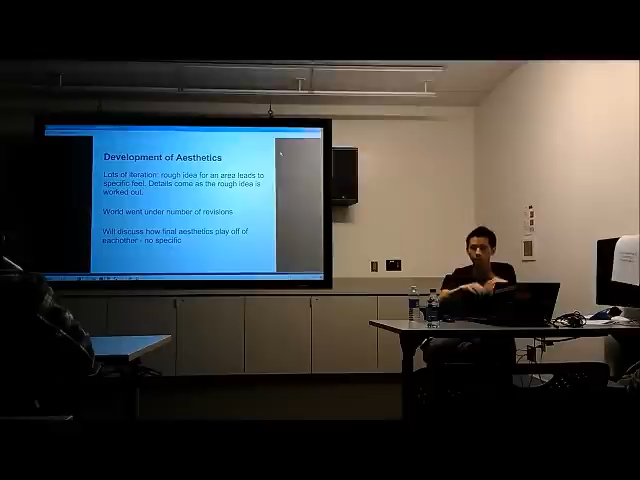 Development of Aesthetics
Lots of iteration: rough idea for an area leads to
specific feel. Details come as the rough idea is
worked out.
World went under number of revisions
Will discuss how final aesthetics play off of
eachother - no specific